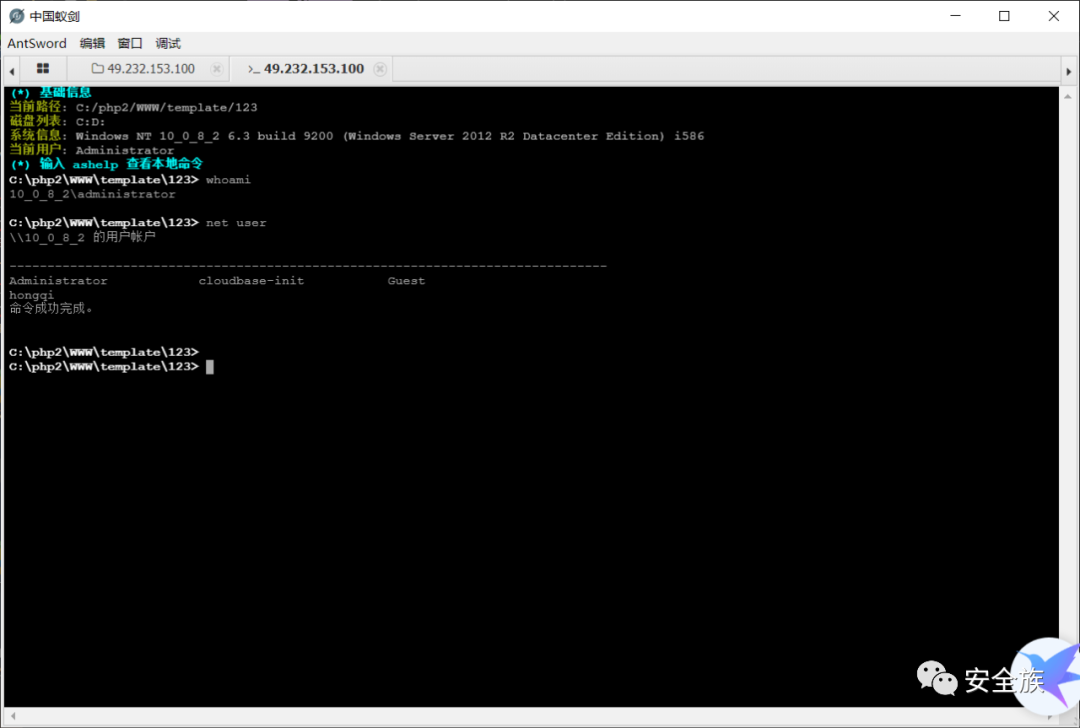 中国蚁剑
AntSword 编辑 窗口 调试
49.232.153.100 >_ 49.232.153.100
(*) 基础信息
当前路径: C:/php2/WWW/template/123
磁盘列表: C:D:
系统信息: Windows NT 10_0_8_2 6.3 build 9200 (Windows Server 2012 R2 Datacenter Edition) i586
当前用户: Administrator
(*) 输入 ashelp 查看本地命令
C:\php2\WWW\template\123> whoami
10_0_8_2\administrator
C:\php2\WWW\template\123> net user
\\10_0_8_2 的用户帐户
-------------------------------------------------------------------------------
Administrator cloudbase-init Guest
hongqi
命令成功完成。
C:\php2\WWW\template\123>
C:\php2\WWW\template\123>
安全族